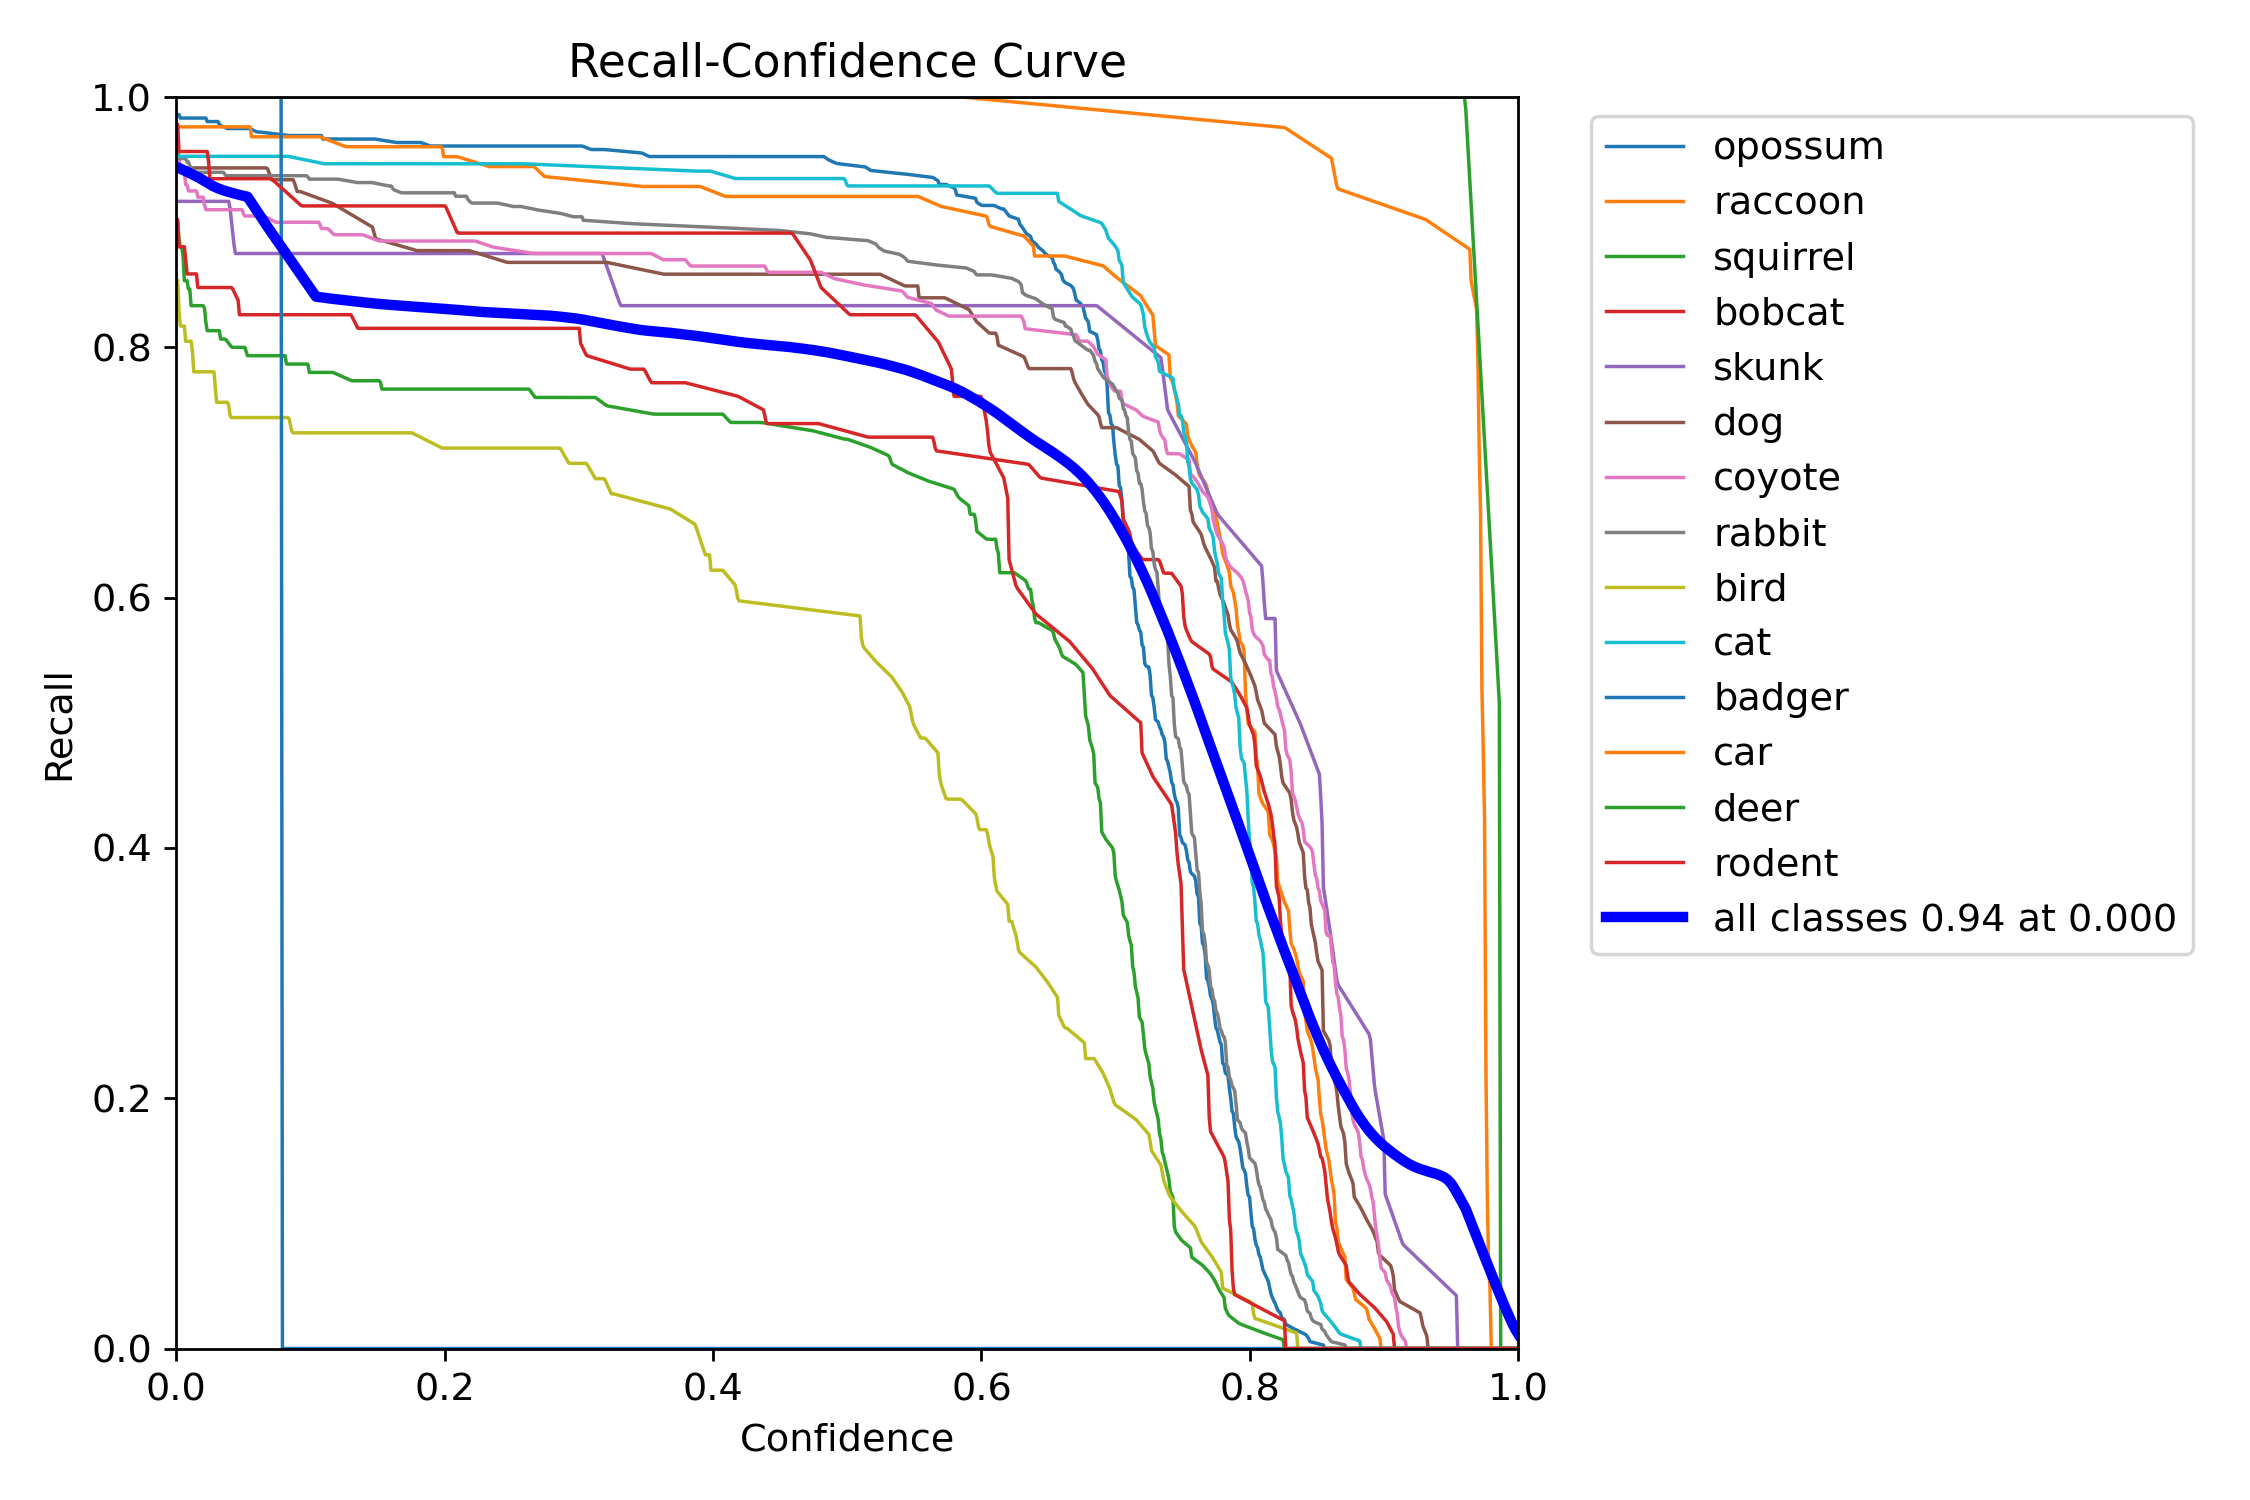 Recall-Confidence Curve
1.0
0.8
0.6
0.4
0.2
0.0
Recall
0.0 0.2 0.4 0.6 0.8 1.0
Confidence
opossum
raccoon
squirrel
bobcat
skunk
dog
coyote
rabbit
bird
cat
badger
car
deer
rodent
all classes 0.94 at 0.000